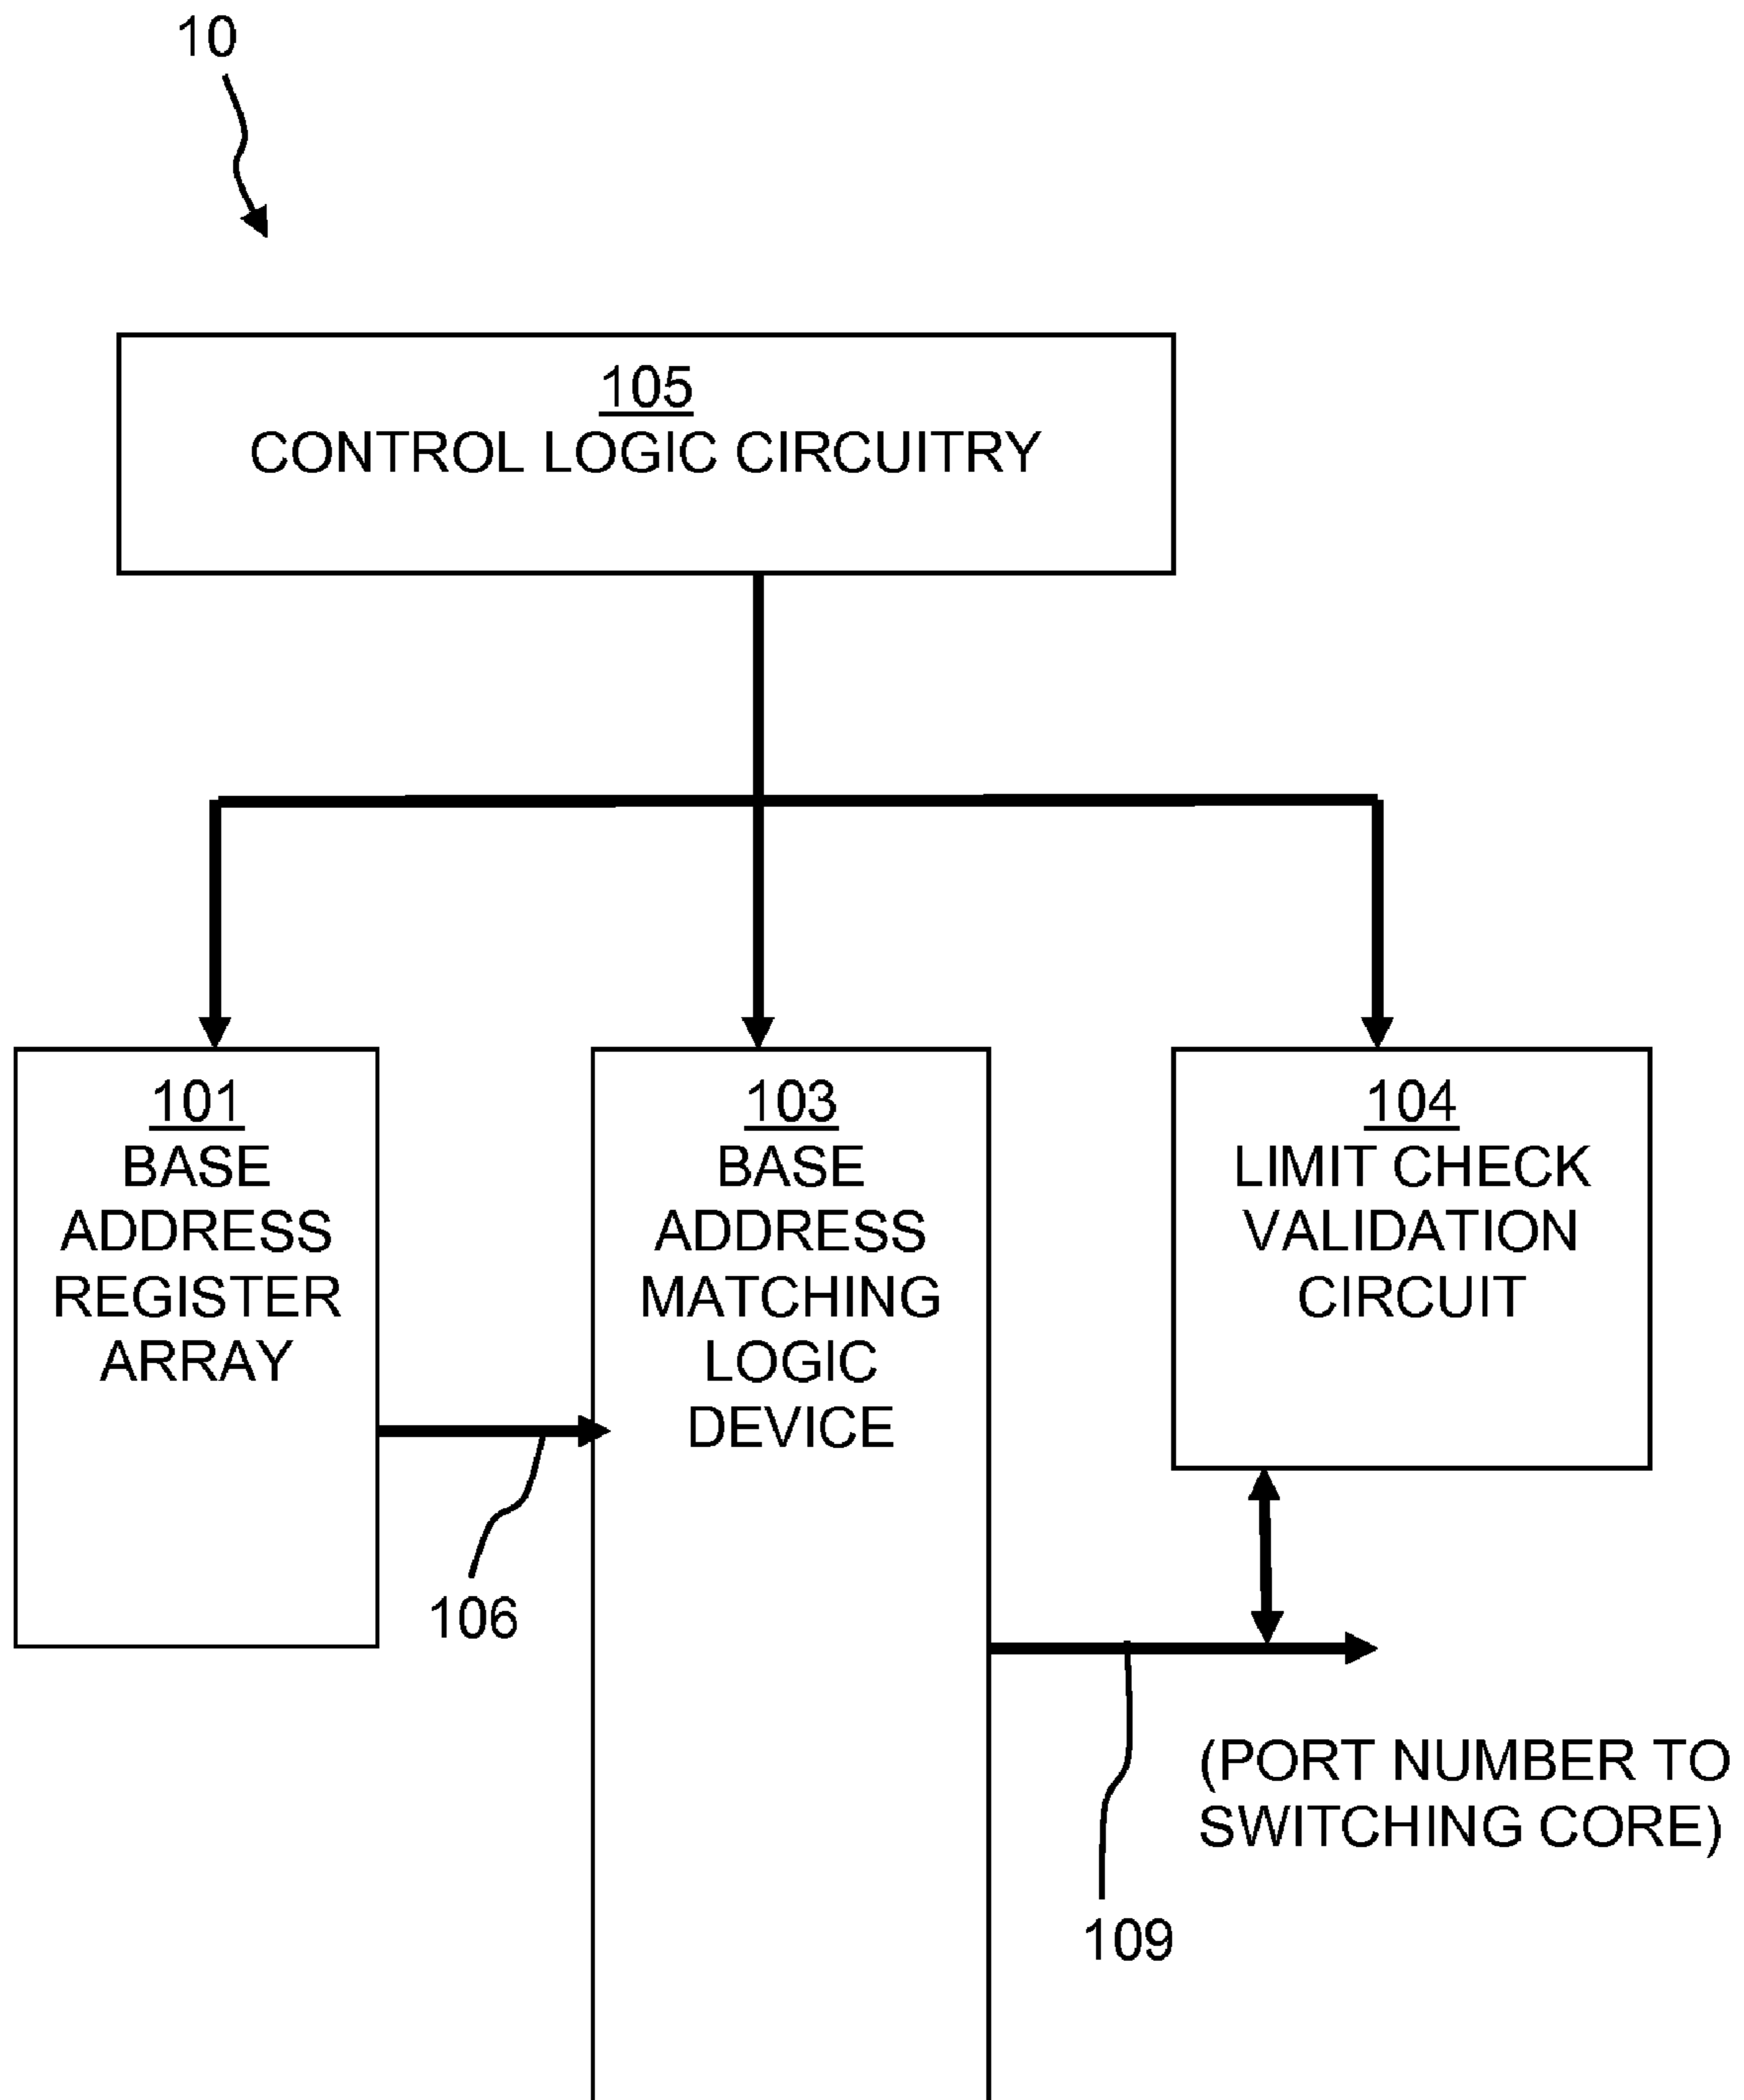 10
105
CONTROL LOGIC CIRCUITRY
101
BASE
ADDRESS
REGISTER
ARRAY
103
BASE
ADDRESS
MATCHING
LOGIC
DEVICE
104
LIMIT CHECK
VALIDATION
CIRCUIT
106
(PORT NUMBER TO
SWITCHING CORE)
109